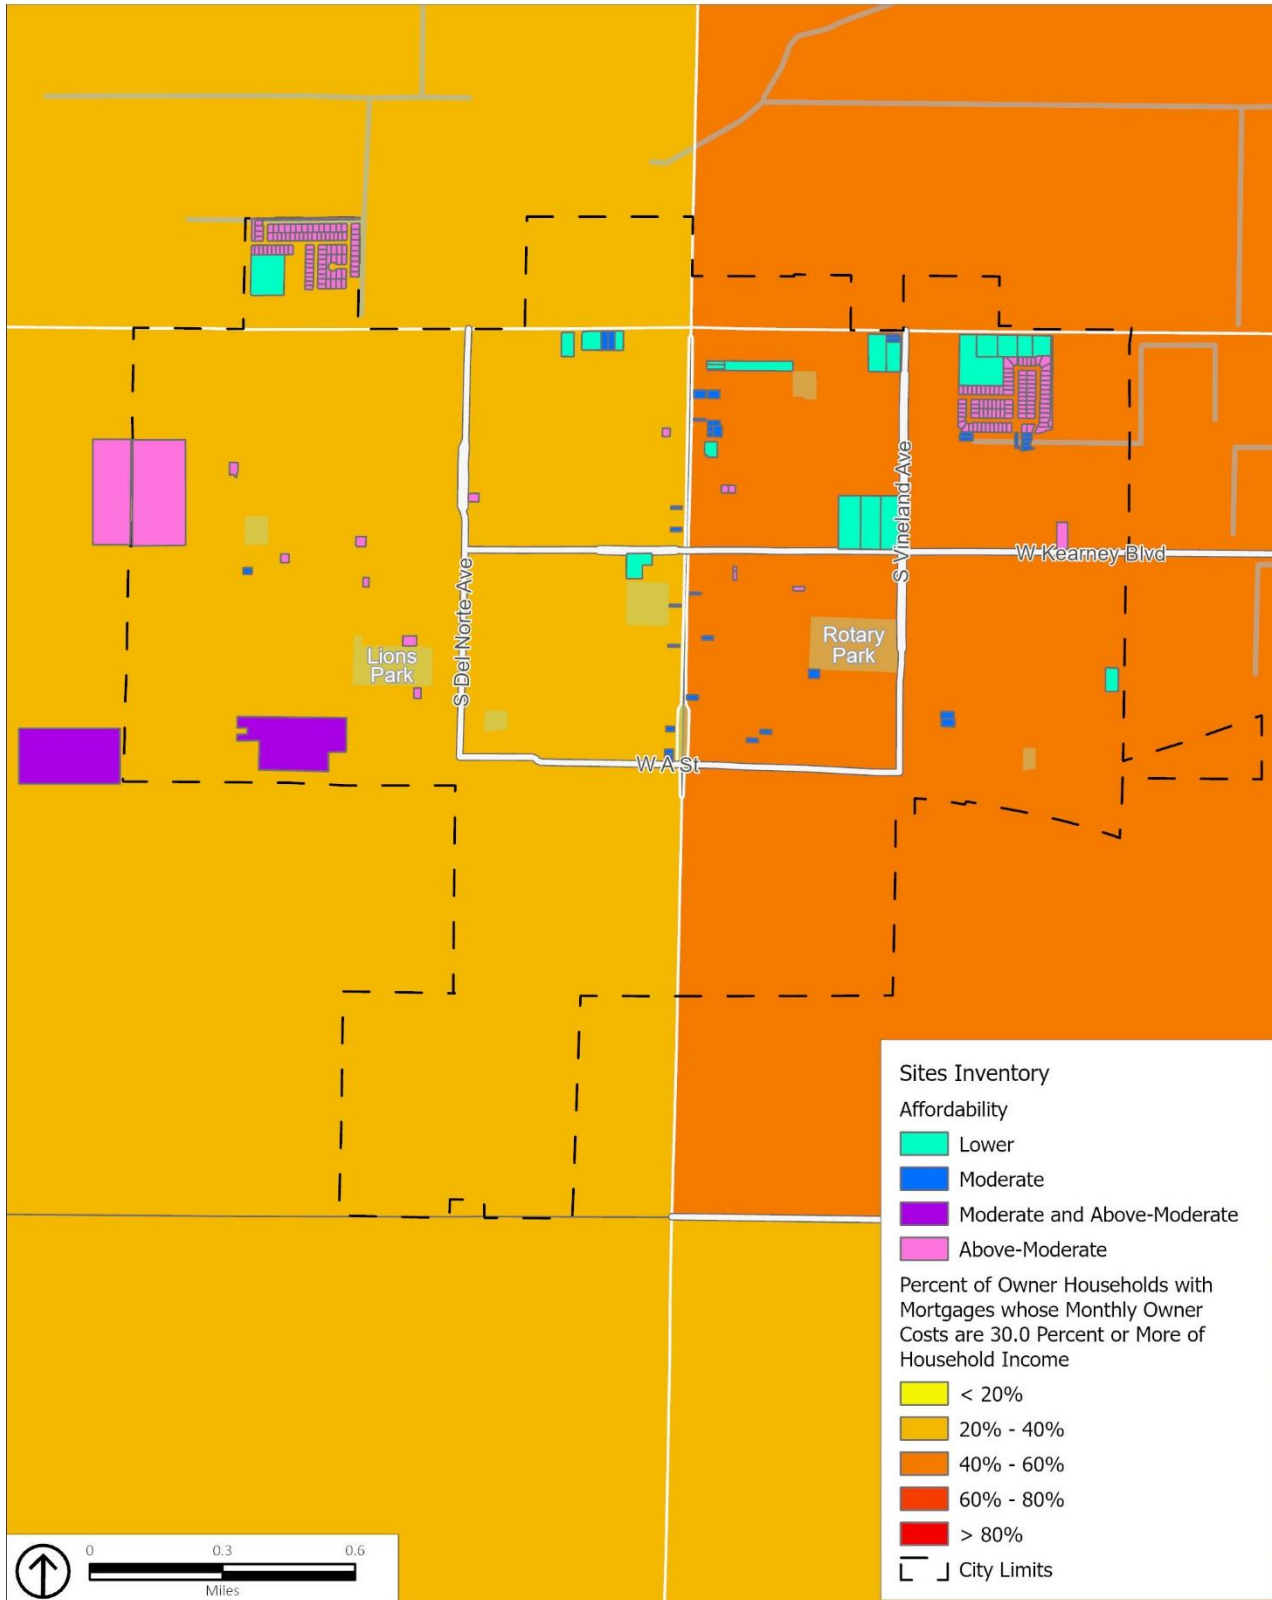 S Vineland Ave
W Kearney Blvd
S Del Norte Ave
Lions
Park
Rotary
Park
W A St
Sites Inventory
Affordability
Lower
Moderate
Moderate and Above-Moderate
Above-Moderate
Percent of Owner Households with
Mortgages whose Monthly Owner
Costs are 30.0 Percent or More of
Household Income
< 20%
20% - 40%
40% - 60%
60% - 80%
> 80%
City Limits
0 0.3 0.6
Miles